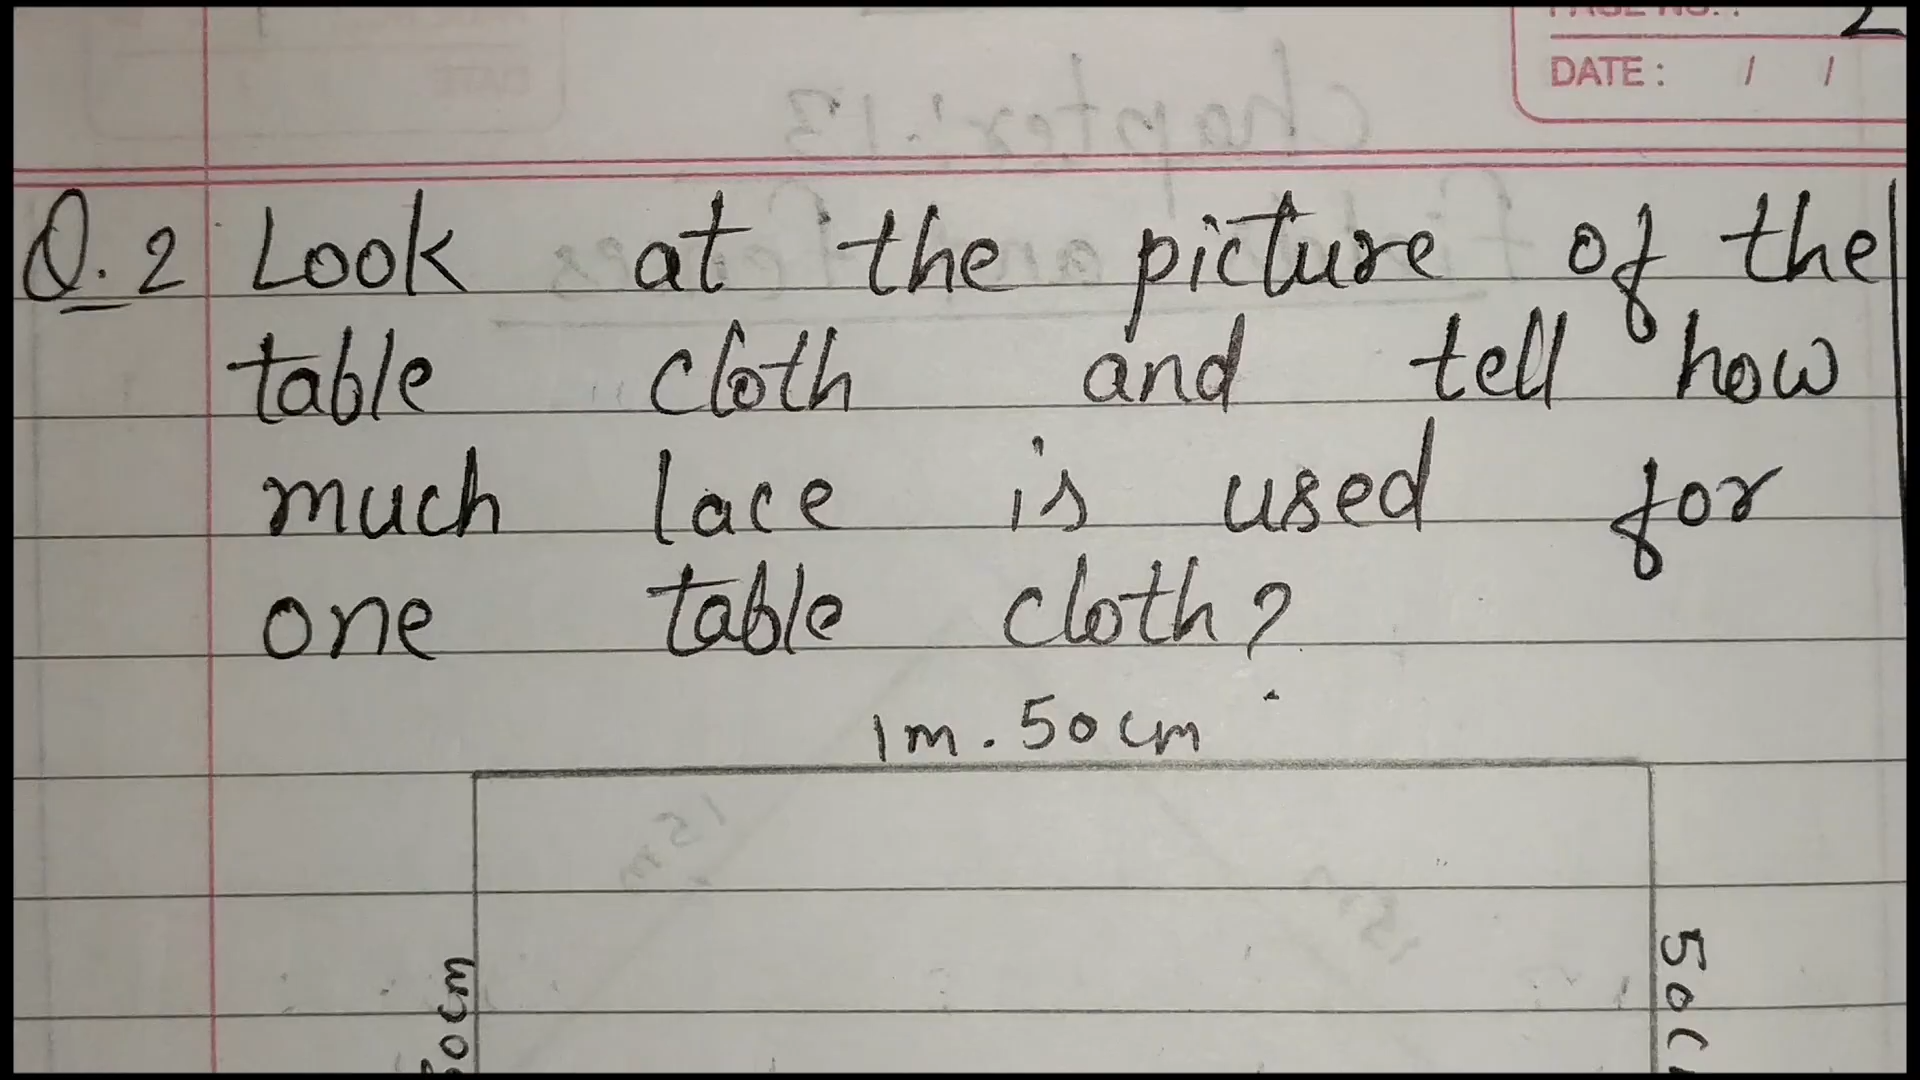 DATE: / /
Q.2 Look at the picture of the
table cloth and tell how
much lace is used for
one table cloth?
1m. 50cm
50cm